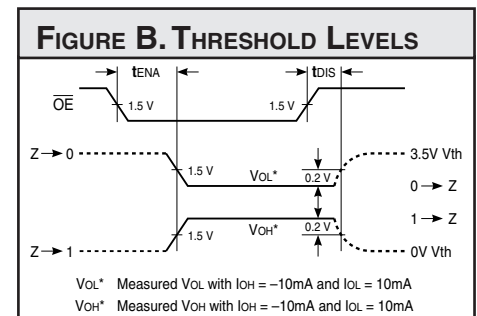 FIGURE B. THRESHOLD LEVELS
tENA tDIS
OE 1.5 V 1.5 V
Z → 0 3.5V Vth
1.5 V VOL* 0.2 V
0 → Z
1 → Z
1.5 V VOH* 0.2 V
Z → 1 0V Vth
VOL* Measured VOL with IOH = –10mA and IOL = 10mA
VOH* Measured VOH with IOH = –10mA and IOL = 10mA